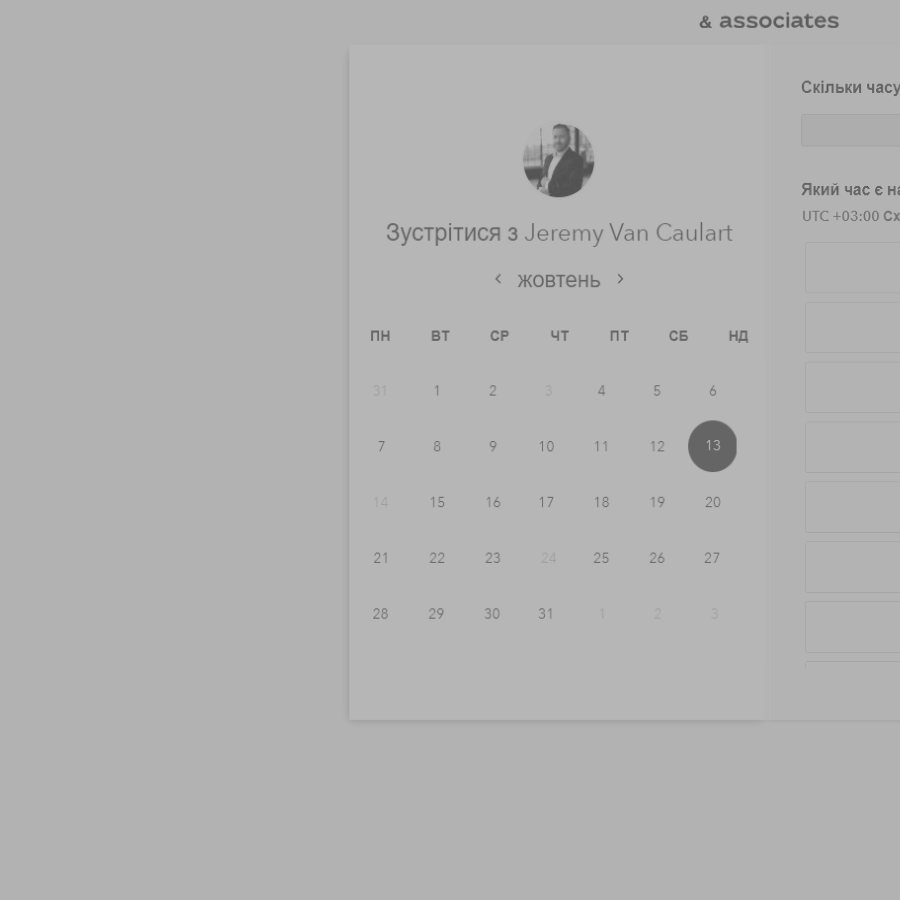 & associates
Зустрітися з Jeremy Van Caulart
жовтень
ПН ВТ СР ЧТ ПТ СБ НД
31 1 2 3 4 5 6
7 8 9 10 11 12 13
14 15 16 17 18 19 20
21 22 23 24 25 26 27
28 29 30 31 1 2 3
Скільки часу
Який час є
UTC +03:00